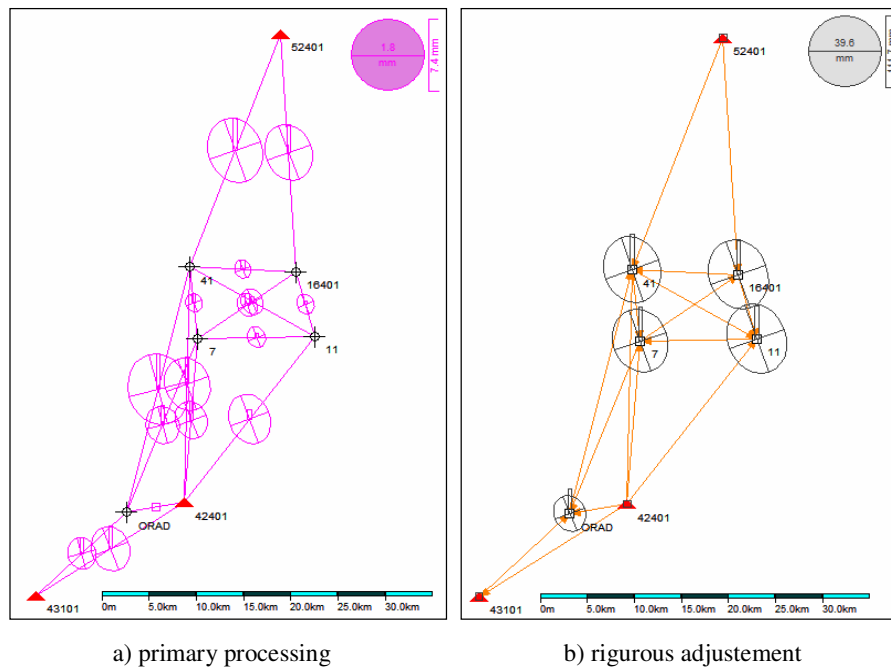 52401
1.8
mm
7.4 mm
41
16401
7
11
ORAD
42401
43101
0m 5.0km 10.0km 15.0km 20.0km 25.0km 30.0km
52401
39.6
mm
41
16401
7
11
ORAD
42401
43101
0m 5.0km 10.0km 15.0km 20.0km 25.0km 30.0km
a) primary processing
b) rigurous adjustement